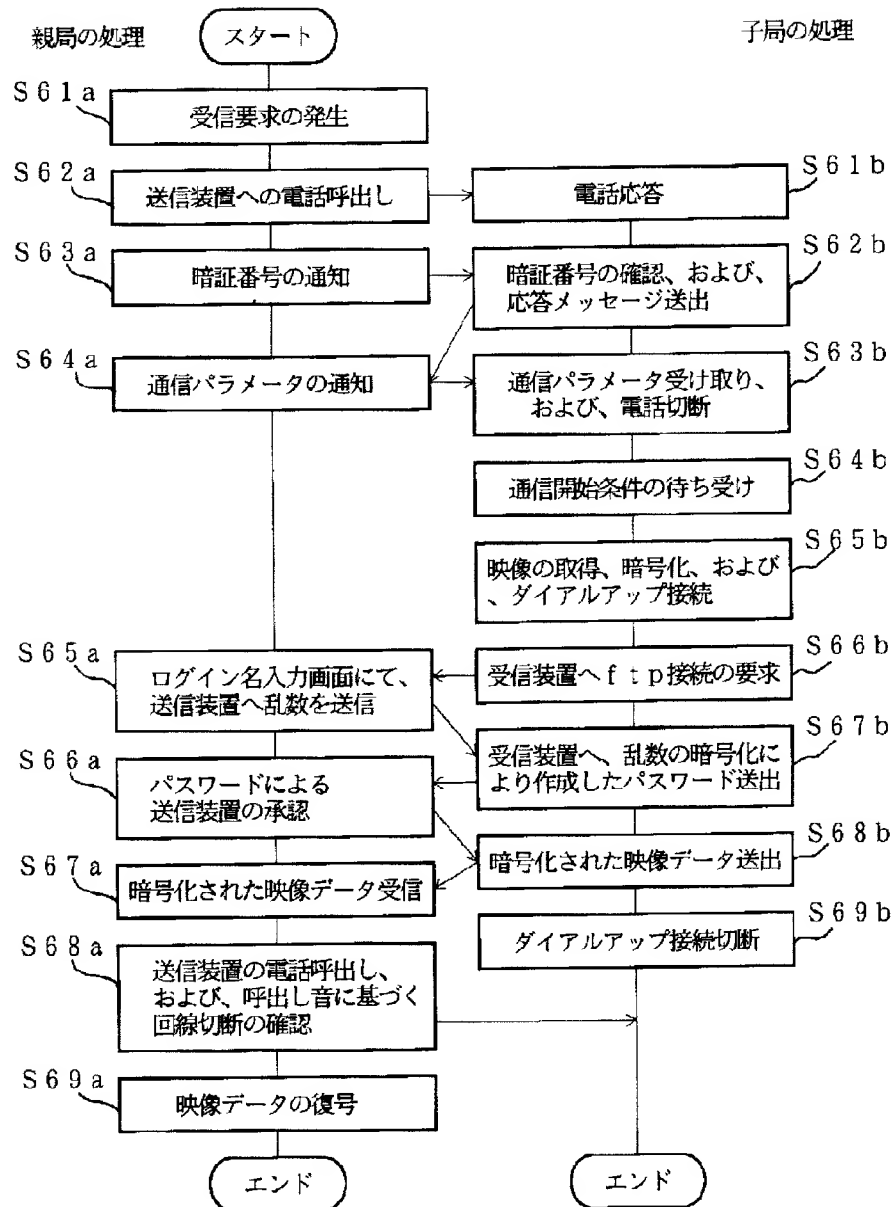 親局の処理
スタート
子局の処理
S61a
受信要求の発生
S62a
送信装置への電話呼出し
S61b
電話応答
S63a
暗証番号の通知
S62b
暗証番号の確認、および、
応答メッセージ送出
S64a
通信パラメータの通知
S63b
通信パラメータ受け取り、
および、電話切断
S64b
通信開始条件の待ち受け
S65b
映像の取得、暗号化、および
、ダイアルアップ接続
S65a
ログイン名入力画面にて、
送信装置へ乱数を送信
S66b
受信装置へftp接続の要求
S66a
パスワードによる
送信装置の承認
S67b
受信装置へ、乱数の暗号化に
より作成したパスワード送出
S67a
暗号化された映像データ受信
S68b
暗号化された映像データ送出
S68a
送信装置の電話呼出し、
および、呼出し音に基づく
回線切断の確認
S69b
ダイアルアップ接続切断
S69a
映像データの復号
エンド
エンド